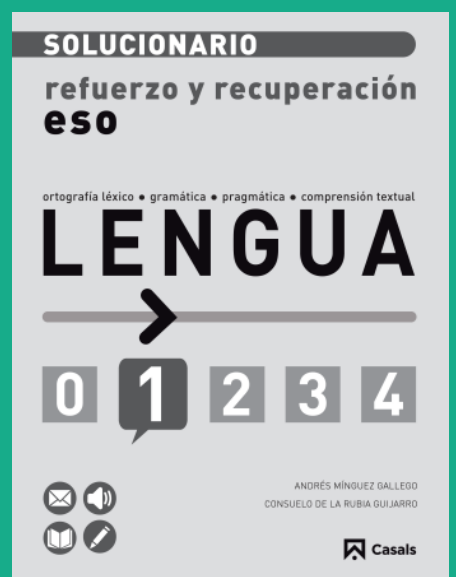 SOLUCIONARIO
refuerzo y recuperación
eso
ortografía léxico ● gramática ● pragmática ● comprensión textual
LENGUA
0 1 2 3 4
ANDRÉS MÍNGUEZ GALLEGO
CONSUELO DE LA RUBIA GUIJARRO
Casals